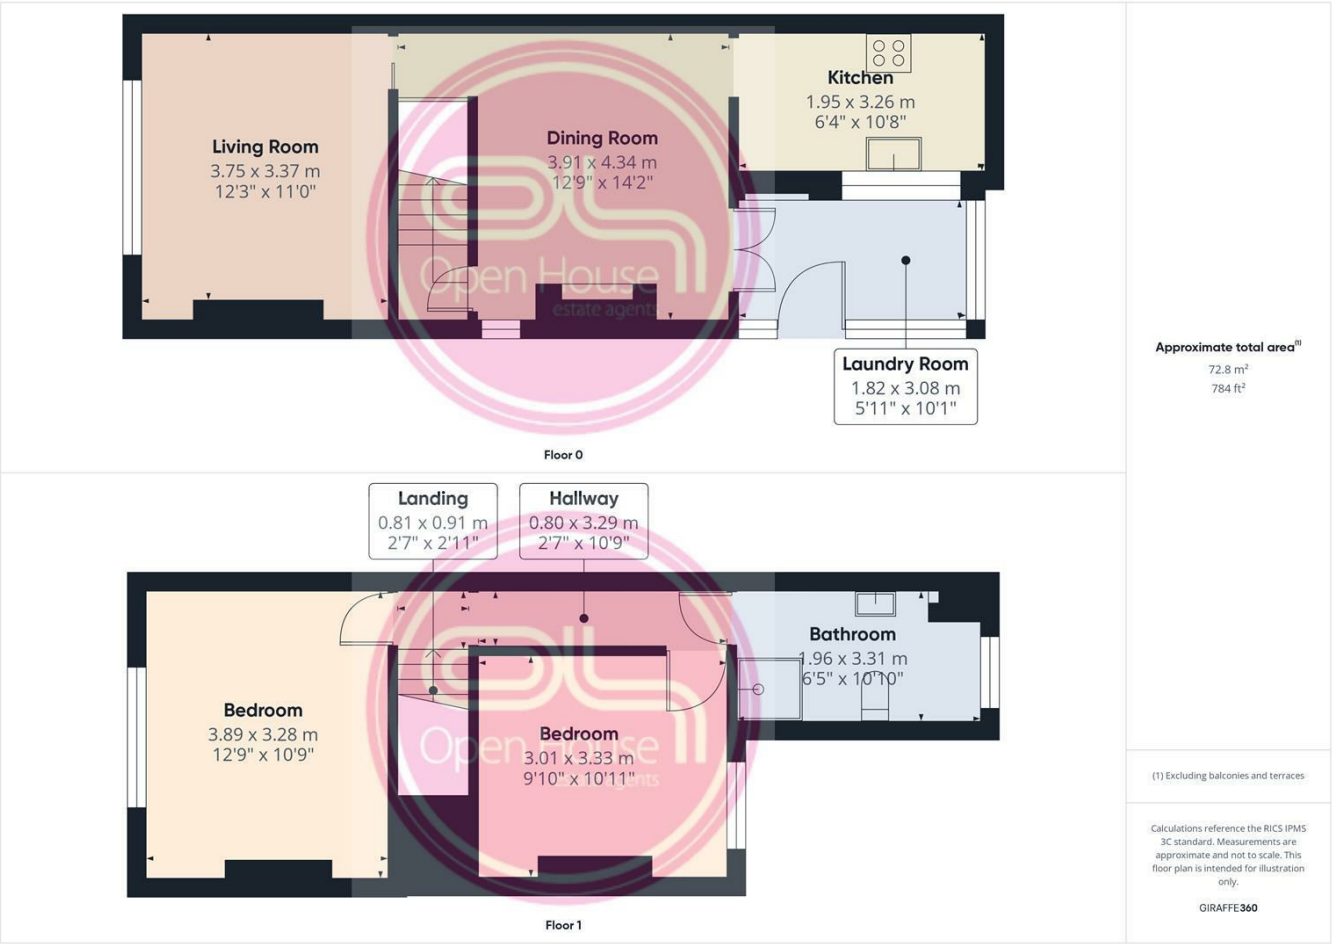 Living Room
3.75 x 3.37 m
12'3" x 11'0"
Dining Room
3.91 x 4.34 m
12'9" x 14'2"
Kitchen
1.95 x 3.26 m
6'4" x 10'8"
Open House
estate agents
Laundry Room
1.82 x 3.08 m
5'11" x 10'1"
Floor 0
Landing
0.81 x 0.91 m
2'7" x 2'11"
Hallway
0.80 x 3.29 m
2'7" x 10'9"
Bathroom
1.96 x 3.31 m
6'5" x 10'10"
Bedroom
3.89 x 3.28 m
12'9" x 10'9"
Bedroom
3.01 x 3.33 m
9'10" x 10'11"
Open House
estate agents
Floor 1
Approximate total area(1)
72.8 m²
784 ft²
(1) Excluding balconies and terraces
Calculations reference the RICS IPMS
3C standard. Measurements are
approximate and not to scale. This
floor plan is intended for illustration
only.
GIRAFFE360